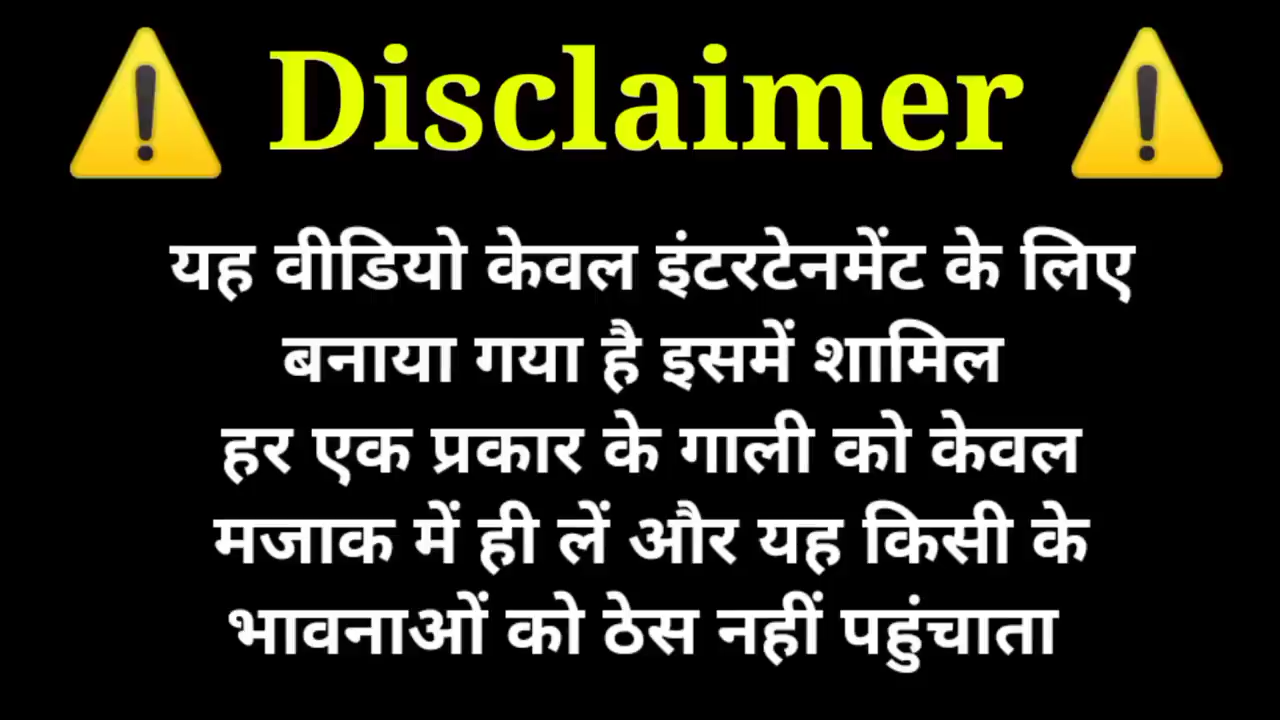 ⚠️ Disclaimer ⚠️
यह वीडियो केवल इंटरटेनमेंट के लिए
बनाया गया है इसमें शामिल
हर एक प्रकार के गाली को केवल
मजाक में ही लें और यह किसी के
भावनाओं को ठेस नहीं पहुंचाता